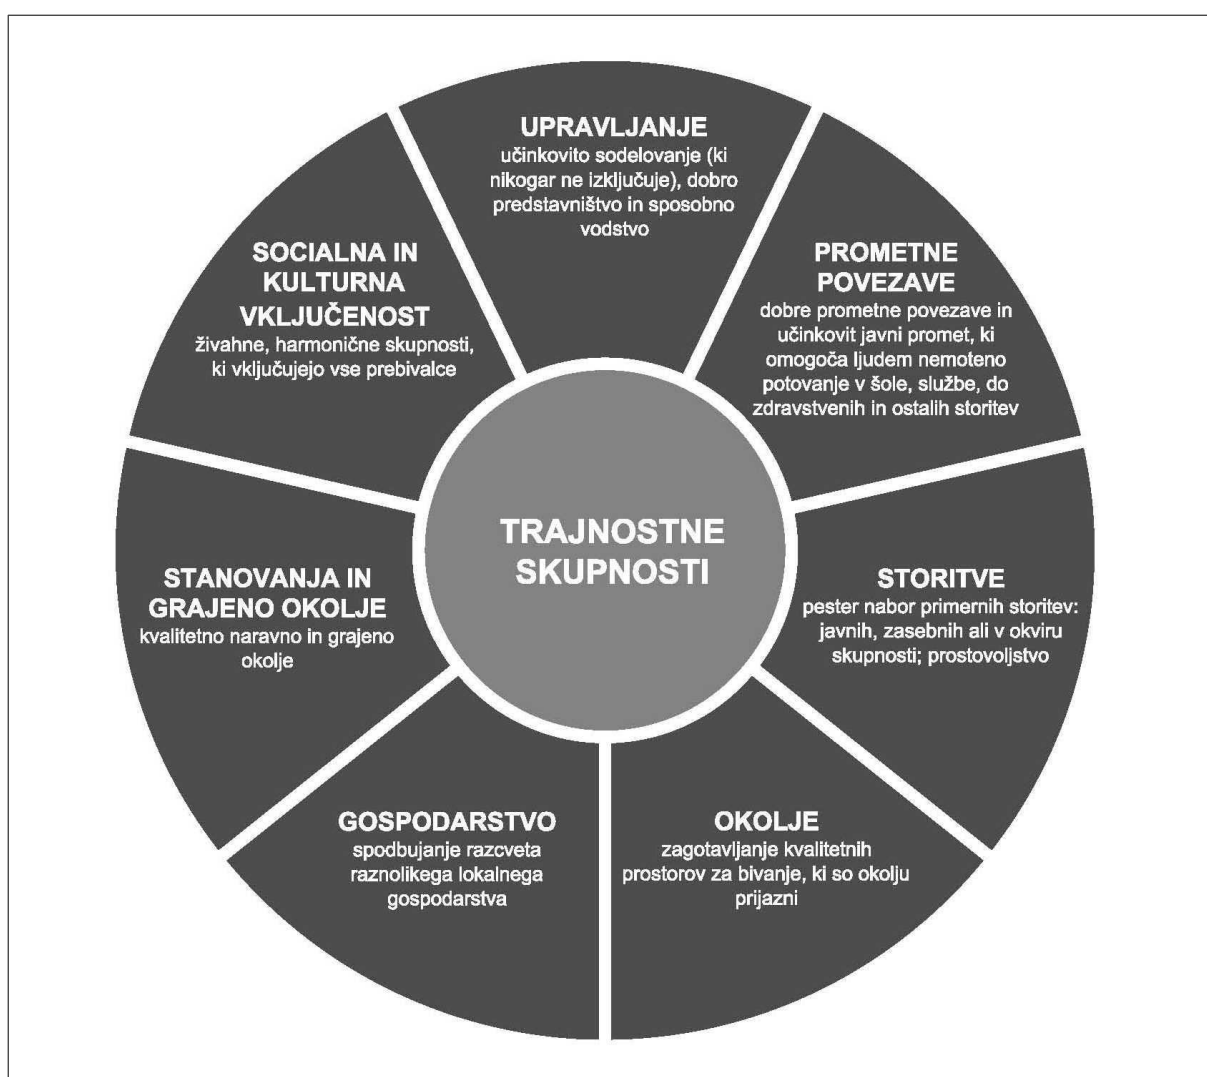 UPRAVLJANJE
učinkovito sodelovanje (ki
nikogar ne izključuje), dobro
predstavništvo in sposobno
vodstvo
PROMETNE
POVEZAVE
dobre prometne povezave in
učinkovit javni promet, ki
omogoča ljudem nemoteno
potovanje v šole, službe, do
zdravstvenih in ostalih storitev
STORITVE
pester nabor primernih storitev:
javnih, zasebnih ali v okviru
skupnosti; prostovoljstvo
OKOLJE
zagotavljanje kvalitetnih
prostorov za bivanje, ki so okolju
prijazni
GOSPODARSTVO
spodbujanje razcveta
raznolikega lokalnega
gospodarstva
STANOVANJA IN
GRAJENO OKOLJE
kvalitetno naravno in grajeno
okolje
SOCIALNA IN
KULTURNA
VKLJUČENOST
živahne, harmonične skupnosti,
ki vključujejo vse prebivalce
TRAJNOSTNE
SKUPNOSTI